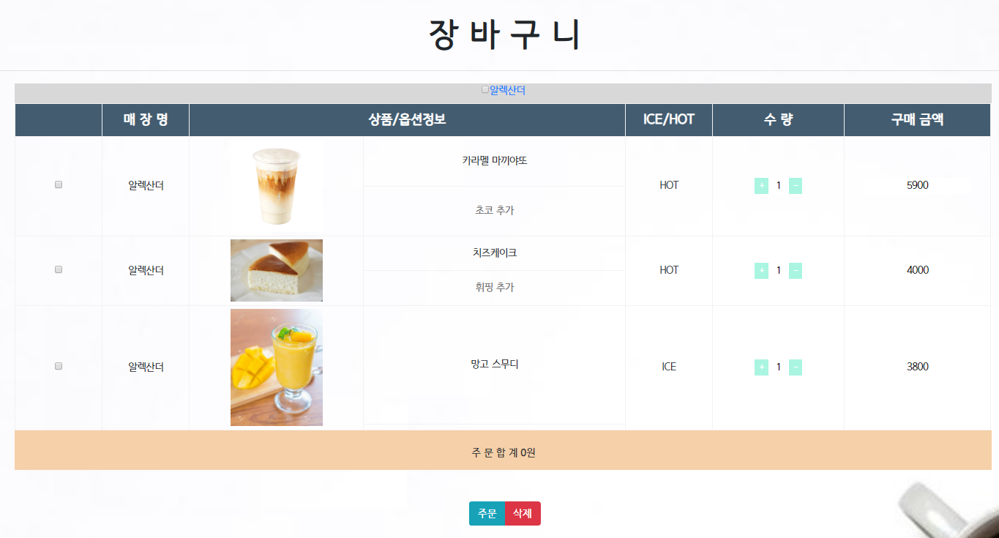 장 바 구 니
알렉산더
매 장 명 상품/옵션정보 ICE/HOT 수 량 구매 금액
카라멜 마끼야또
알렉산더 HOT + 1 − 5900
초코 추가
치즈케이크
알렉산더 HOT + 1 − 4000
휘핑 추가
망고 스무디
알렉산더 ICE + 1 − 3800
주 문 합 계 0원
주문 삭제